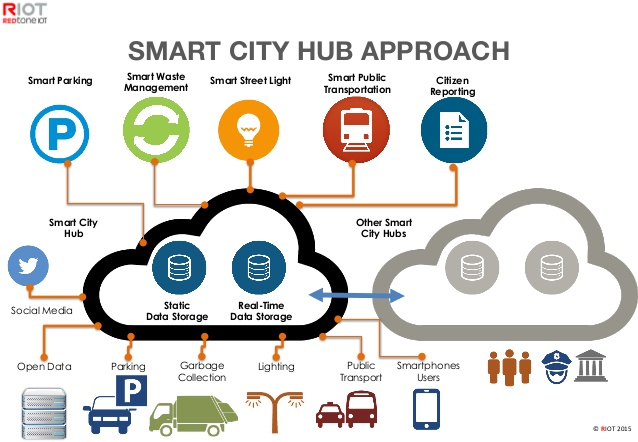 RIOT
REDtone IOT
SMART CITY HUB APPROACH
Smart Parking
Smart Waste
Management
Smart Street Light
Smart Public
Transportation
Citizen
Reporting
P
Smart City
Hub
Other Smart
City Hubs
Social Media
Static
Data Storage
Real-Time
Data Storage
Open Data
Parking
Garbage
Collection
Lighting
Public
Transport
Smartphones
Users
P
© RIOT 2015